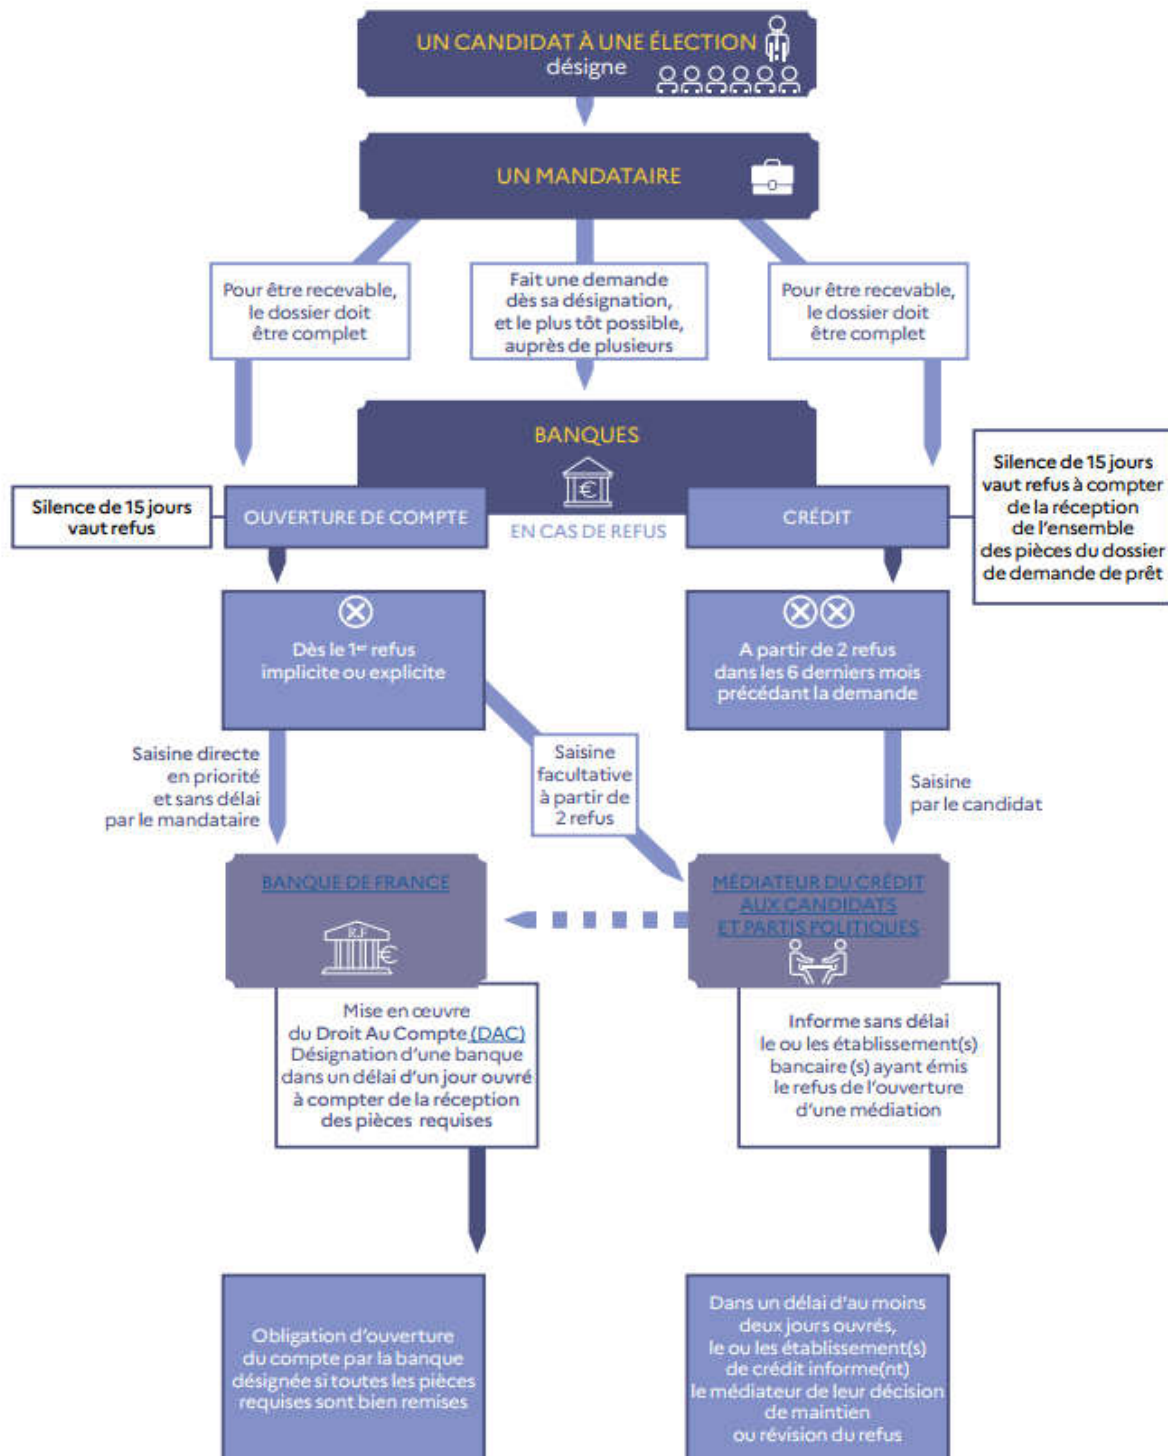 UN CANDIDAT À UNE ÉLECTION
désigne
UN MANDATAIRE
Pour être recevable,
le dossier doit
être complet
Fait une demande
dès sa désignation,
et le plus tôt possible,
auprès de plusieurs
Pour être recevable,
le dossier doit
être complet
BANQUES
€
Silence de 15 jours
vaut refus
OUVERTURE DE COMPTE
EN CAS DE REFUS
CRÉDIT
Silence de 15 jours
vaut refus à compter
de la réception
de l'ensemble
des pièces du dossier
de demande de prêt
Dès le 1er refus
implicite ou explicite
A partir de 2 refus
dans les 6 derniers mois
précédant la demande
Saisine directe
en priorité
et sans délai
par le mandataire
Saisine
facultative
à partir de
2 refus
Saisine
par le candidat
BANQUE DE FRANCE
R.F
€
MÉDIATEUR DU CRÉDIT
AUX CANDIDATS
ET PARTIS POLITIQUES
Mise en œuvre
du Droit Au Compte (DAC)
Désignation d'une banque
dans un délai d'un jour ouvré
à compter de la réception
des pièces requises
Informe sans délai
le ou les établissement(s)
bancaire (s) ayant émis
le refus de l'ouverture
d'une médiation
Obligation d'ouverture
du compte par la banque
désignée si toutes les pièces
requises sont bien remises
Dans un délai d'au moins
deux jours ouvrés,
le ou les établissement(s)
de crédit informe(nt)
le médiateur de leur décision
de maintien
ou révision du refus